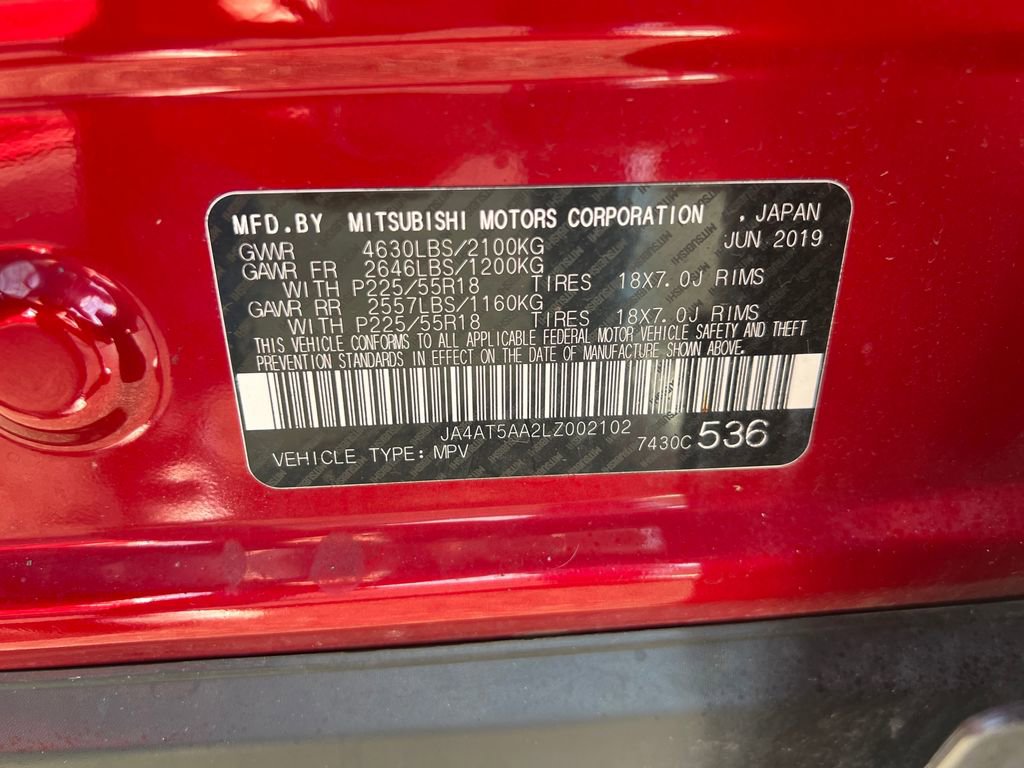 MFD.BY MITSUBISHI MOTORS CORPORATION . JAPAN
JUN 2019
GVWR 4630LBS/2100KG
GAWR FR 2646LBS/1200KG
WITH P225/55R18 TIRES 18X7.0J RIMS
GAWR RR 2557LBS/1160KG
WITH P225/55R18 TIRES 18X7.0J RIMS
THIS VEHICLE CONFORMS TO ALL APPLICABLE FEDERAL MOTOR VEHICLE SAFETY AND THEFT
PREVENTION STANDARDS IN EFFECT ON THE DATE OF MANUFACTURE SHOWN ABOVE.
JA4AT5AA2LZ002102
7430C 536
VEHICLE TYPE: MPV